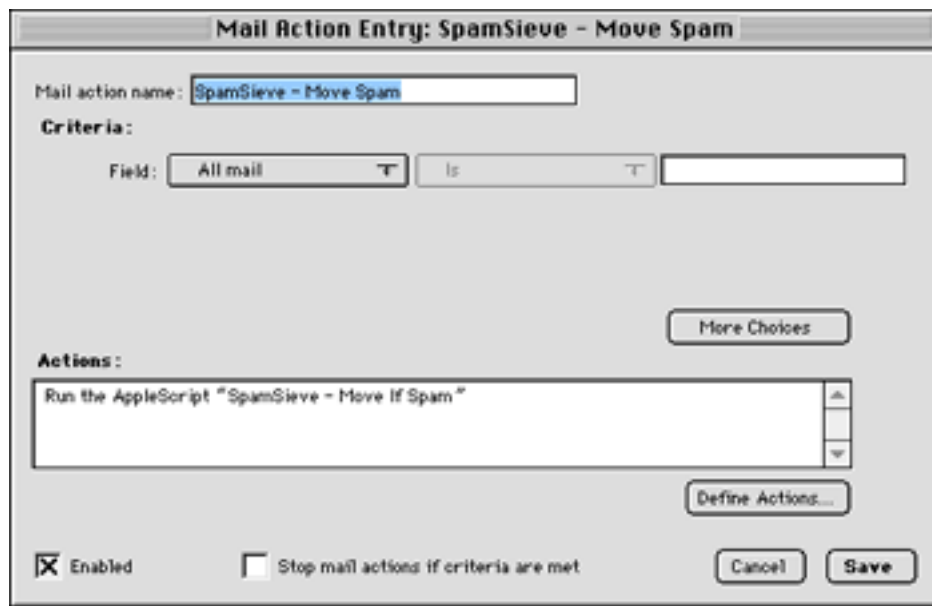 Mail Action Entry: SpamSieve - Move Spam
Mail action name: SpamSieve - Move Spam
Criteria:
Field: All mail Is
More Choices
Actions:
Run the AppleScript "SpamSieve - Move If Spam"
Define Actions...
Enabled Stop mail actions if criteria are met Cancel Save